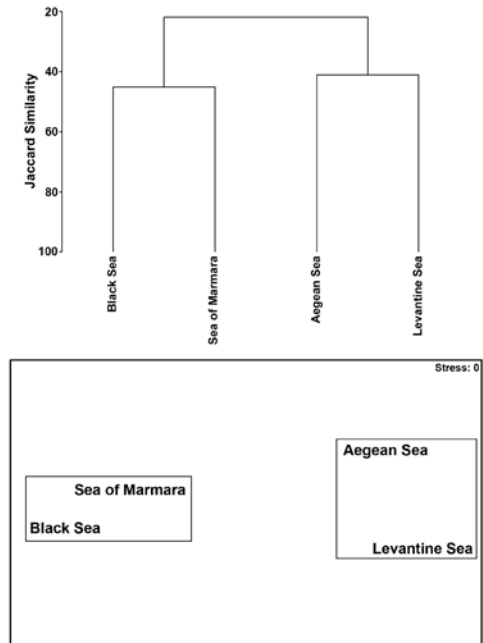 20
40
60
80
100
Jaccard Similarity
Black Sea
Sea of Marmara
Aegean Sea
Levantine Sea
Stress: 0
Sea of Marmara
Black Sea
Aegean Sea
Levantine Sea